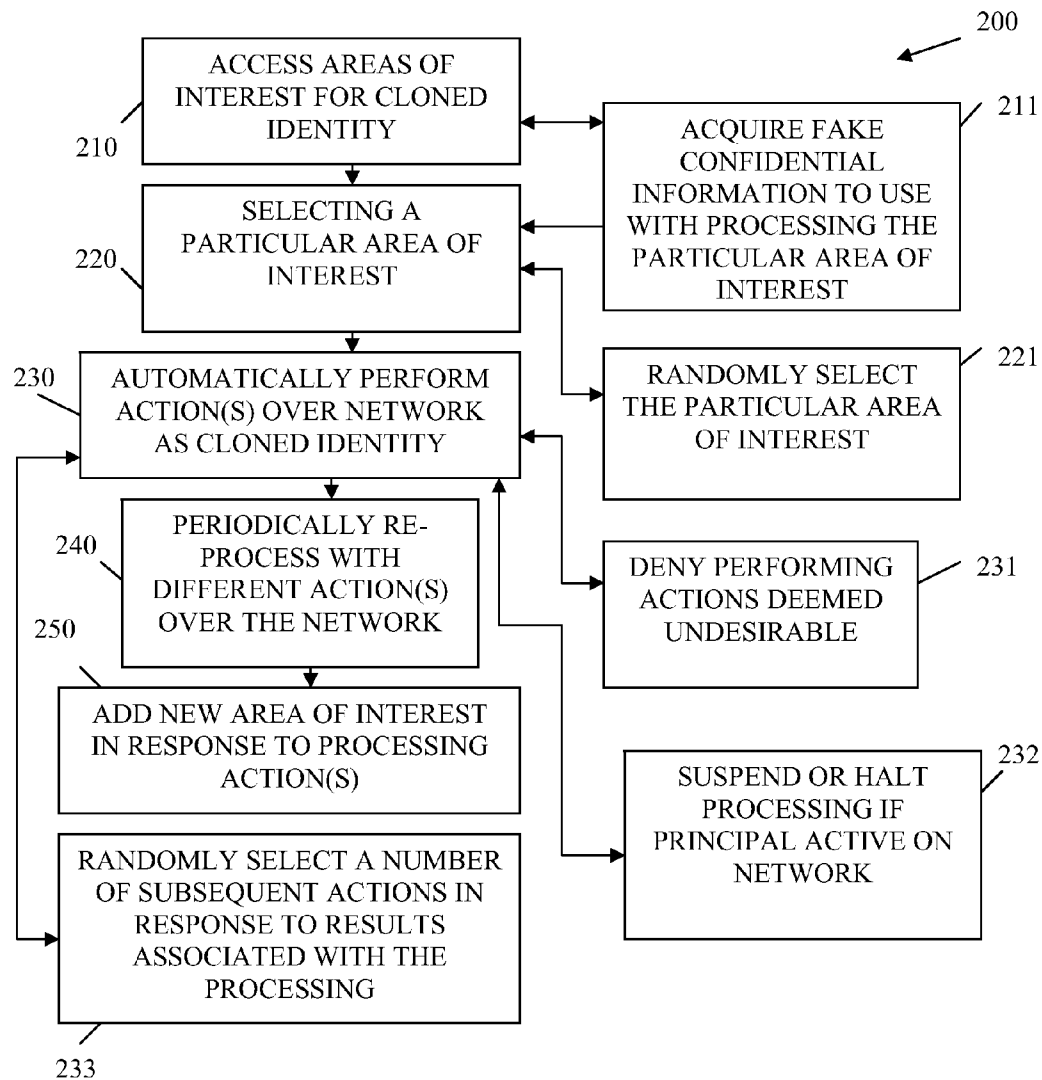 200
ACCESS AREAS OF
INTEREST FOR CLONED
IDENTITY
210
211
ACQUIRE FAKE
CONFIDENTIAL
INFORMATION TO USE
WITH PROCESSING THE
PARTICULAR AREA OF
INTEREST
SELECTING A
PARTICULAR AREA OF
INTEREST
220
221
RANDOMLY SELECT
THE PARTICULAR AREA
OF INTEREST
230
AUTOMATICALLY PERFORM
ACTION(S) OVER NETWORK
AS CLONED IDENTITY
240
PERIODICALLY RE-
PROCESS WITH
DIFFERENT ACTION(S)
OVER THE NETWORK
231
DENY PERFORMING
ACTIONS DEEMED
UNDESIRABLE
250
ADD NEW AREA OF INTEREST
IN RESPONSE TO PROCESSING
ACTION(S)
232
SUSPEND OR HALT
PROCESSING IF
PRINCIPAL ACTIVE ON
NETWORK
RANDOMLY SELECT A NUMBER
OF SUBSEQUENT ACTIONS IN
RESPONSE TO RESULTS
ASSOCIATED WITH THE
PROCESSING
233